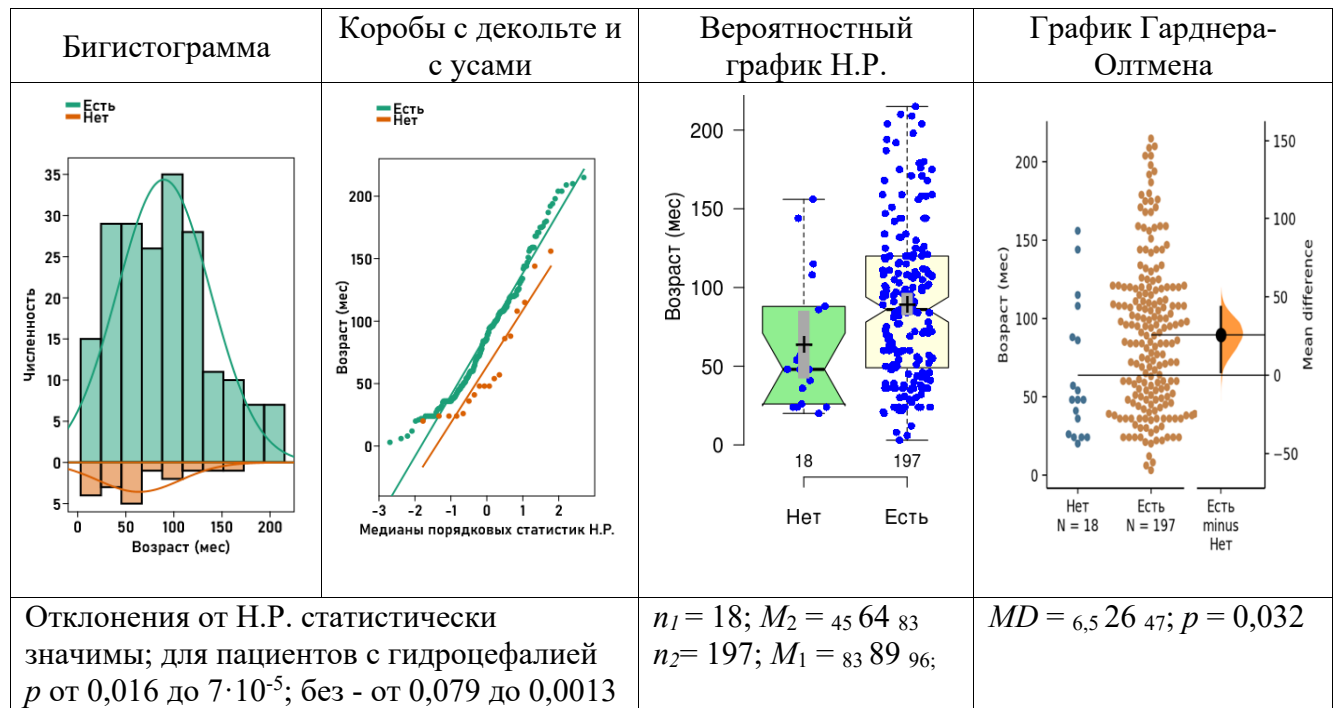 Бигистограмма
Коробы с декольте и
с усами
Вероятностный
график Н.Р.
График Гарднера-
Олтмена
Есть
Нет
35
30
25
20
15
10
5
0
5
Численность
0 50 100 150 200
Возраст (мес)
Есть
Нет
200
150
100
50
0
Возраст (мес)
-3 -2 -1 0 1 2
Медианы порядковых статистик Н.Р.
200
150
100
50
0
Возраст (мес)
18 197
Нет Есть
200
150
100
50
0
Возраст (мес)
150
100
50
0
−50
Mean difference
Нет
N = 18
Есть
N = 197
Есть
minus
Нет
Отклонения от Н.Р. статистически
значимы; для пациентов с гидроцефалией
p от 0,016 до 7·10⁻⁵; без - от 0,079 до 0,0013
n₁ = 18; M₂ = ₄₅ 64 ₈₃
n₂= 197; M₁ = ₈₃ 89 ₉₆;
MD = ₆,₅ 26 ₄₇; p = 0,032